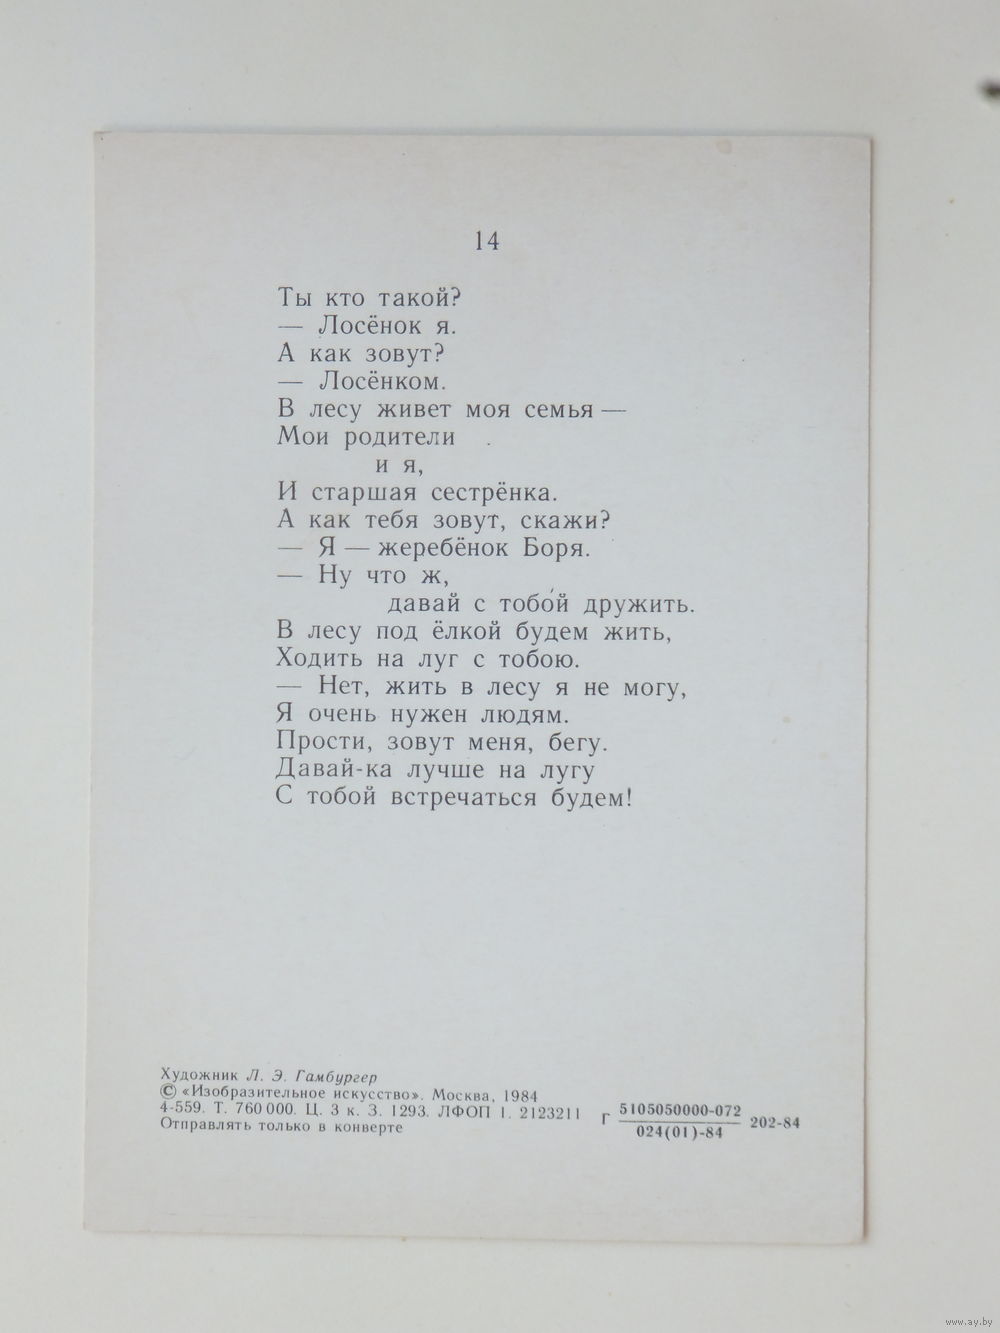 14
Ты кто такой?
— Лосёнок я.
А как зовут?
— Лосёнком.
В лесу живет моя семья —
Мои родители
и я,
И старшая сестрёнка.
А как тебя зовут, скажи?
— Я — жеребёнок Боря.
— Ну что ж,
давай с тобой дружить.
В лесу под ёлкой будем жить,
Ходить на луг с тобою.
— Нет, жить в лесу я не могу,
Я очень нужен людям.
Прости, зовут меня, бегу.
Давай-ка лучше на лугу
С тобой встречаться будем!
Художник Л. Э. Гамбургер
© «Изобразительное искусство». Москва, 1984
4-559. Т. 760 000. Ц. 3 к. З. 1293. ЛФОП 1. 2123211
Отправлять только в конверте
Г 5105050000-072 202-84
024(01)-84
www.ay.by